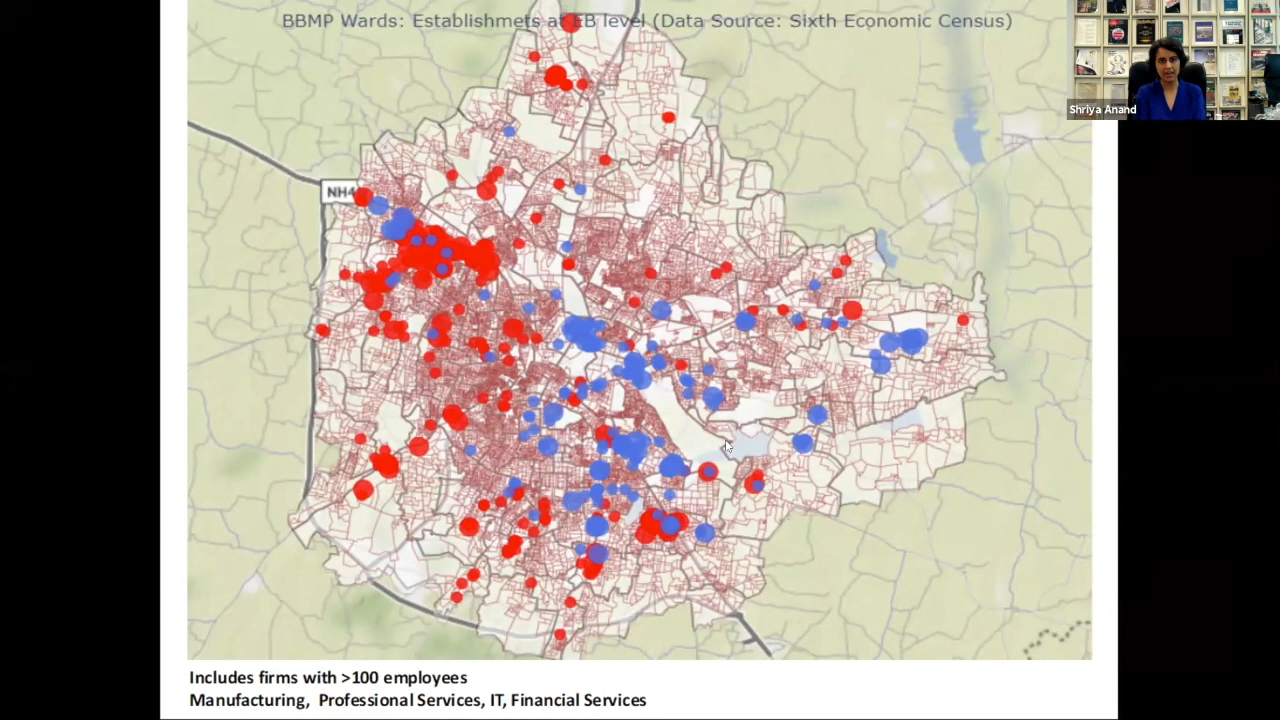 BBMP Wards: Establishmets at EB level (Data Source: Sixth Economic Census)
Shriya Anand
NH4
Includes firms with >100 employees
Manufacturing, Professional Services, IT, Financial Services